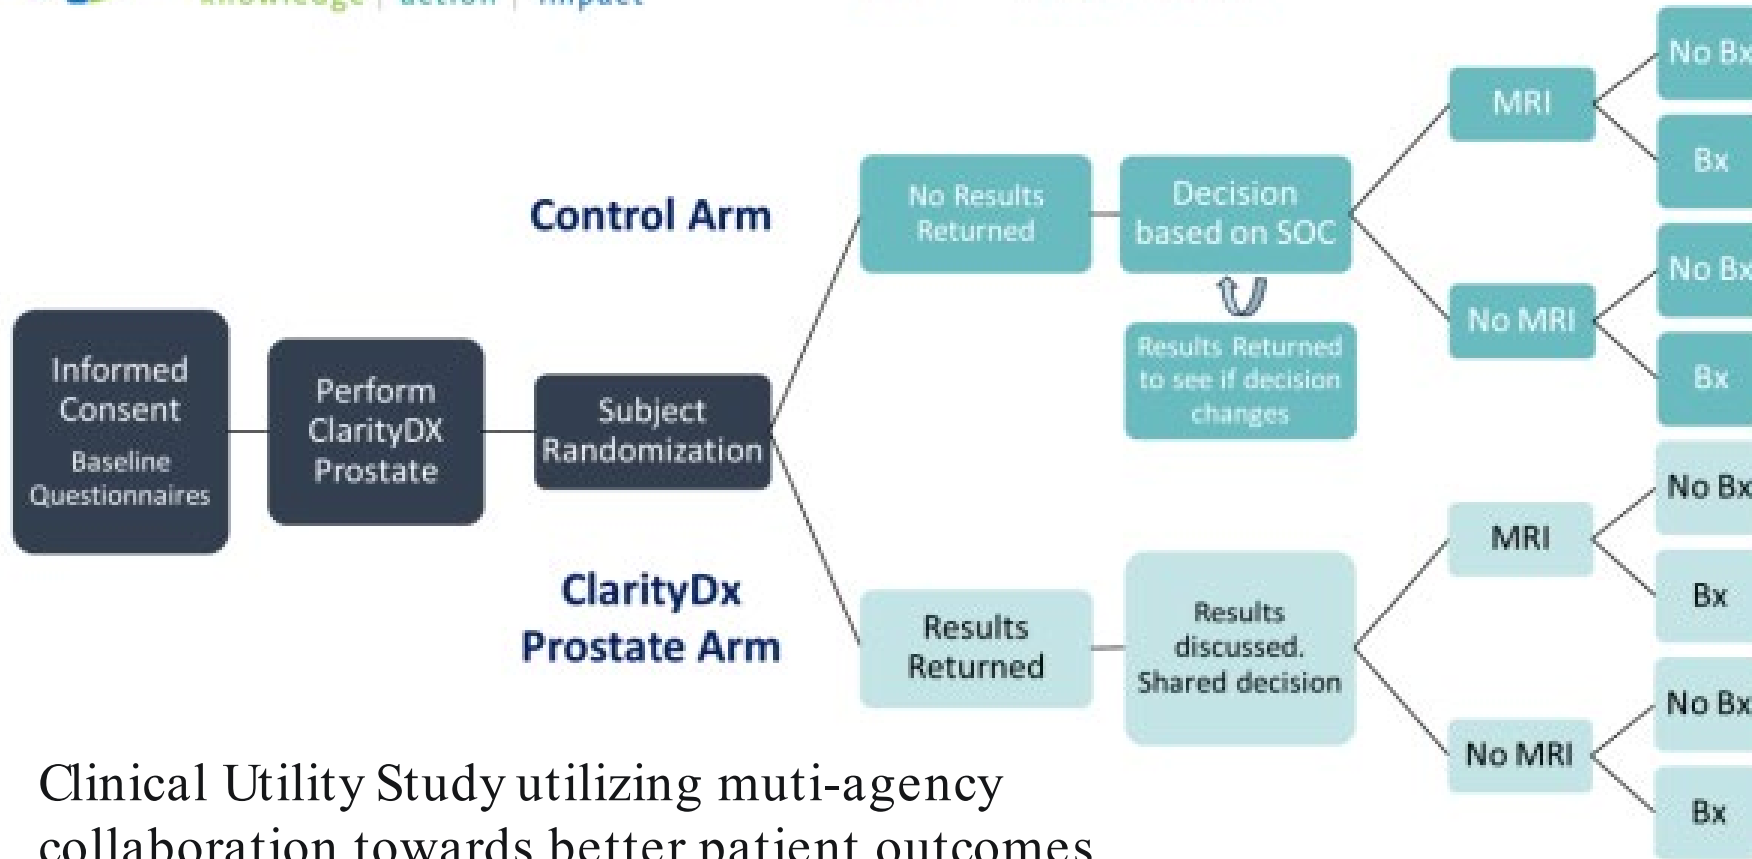 knowledge | action | impact
Control Arm
Informed
Consent
Baseline
Questionnaires
Perform
ClarityDX
Prostate
Subject
Randomization
ClarityDx
Prostate Arm
No Results
Returned
Decision
based on SOC
Results Returned
to see if decision
changes
MRI
No Bx
Bx
No MRI
No Bx
Bx
Results
Returned
Results
discussed.
Shared decision
MRI
No Bx
Bx
No MRI
No Bx
Bx
Clinical Utility Study utilizing muti-agency
collaboration towards better patient outcomes